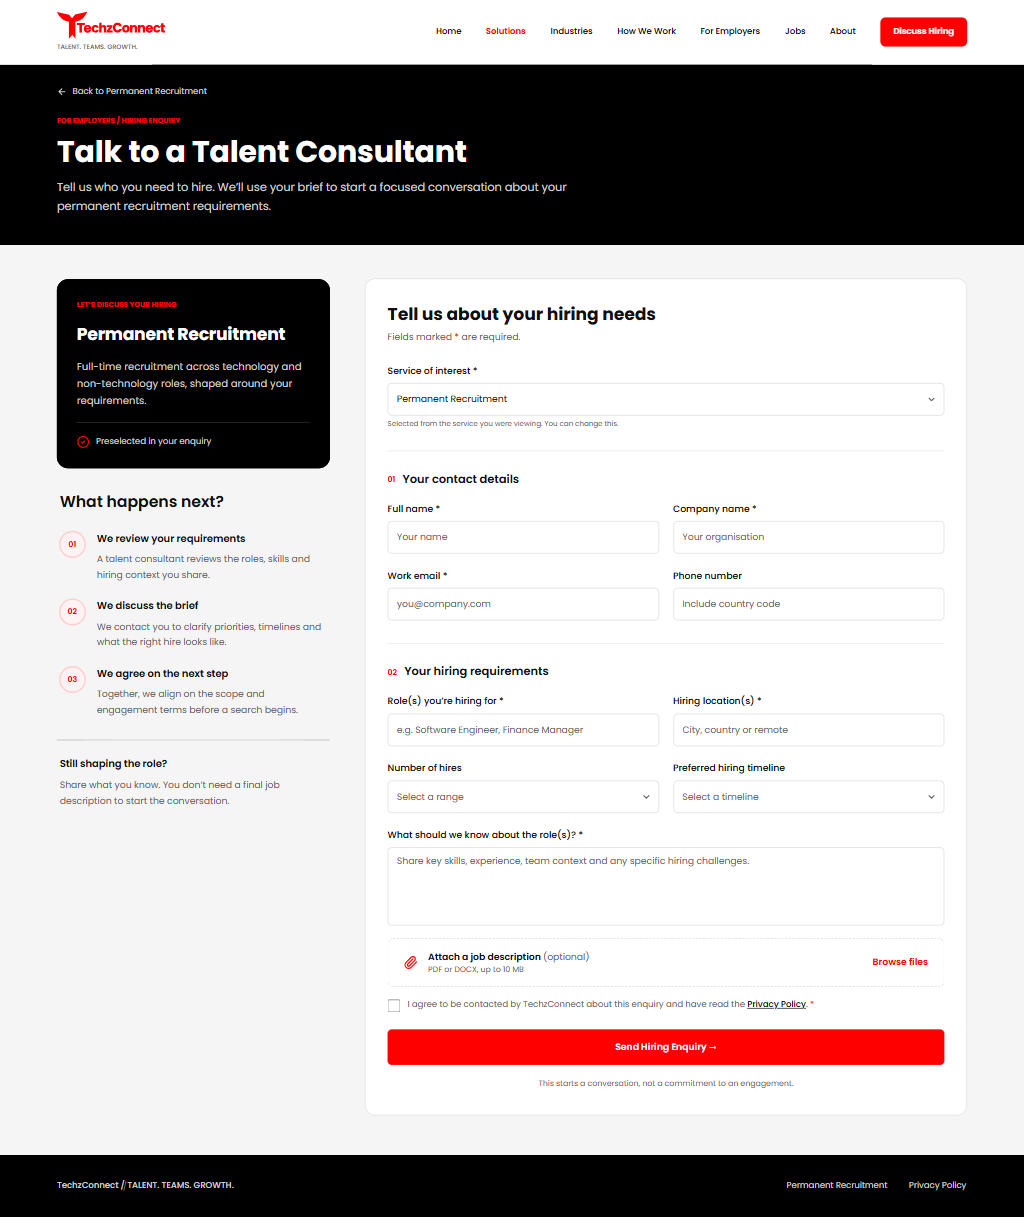 TechzConnect
TALENT. TEAMS. GROWTH.
Home
Solutions
Industries
How We Work
For Employers
Jobs
About
Discuss Hiring
← Back to Permanent Recruitment
FOR EMPLOYERS / HIRING ENQUIRY
Talk to a Talent Consultant
Tell us who you need to hire. We’ll use your brief to start a focused conversation about your
permanent recruitment requirements.
LET’S DISCUSS YOUR HIRING
Permanent Recruitment
Full-time recruitment across technology and
non-technology roles, shaped around your
requirements.
Preselected in your enquiry
What happens next?
01
We review your requirements
A talent consultant reviews the roles, skills and
hiring context you share.
02
We discuss the brief
We contact you to clarify priorities, timelines and
what the right hire looks like.
03
We agree on the next step
Together, we align on the scope and
engagement terms before a search begins.
Still shaping the role?
Share what you know. You don’t need a final job
description to start the conversation.
Tell us about your hiring needs
Fields marked * are required.
Service of interest *
Permanent Recruitment
Selected from the service you were viewing. You can change this.
01 Your contact details
Full name *
Company name *
Your name
Your organisation
Work email *
Phone number
you@company.com
Include country code
02 Your hiring requirements
Role(s) you’re hiring for *
Hiring location(s) *
e.g. Software Engineer, Finance Manager
City, country or remote
Number of hires
Preferred hiring timeline
Select a range
Select a timeline
What should we know about the role(s)? *
Share key skills, experience, team context and any specific hiring challenges.
Attach a job description (optional)
PDF or DOCX, up to 10 MB
Browse files
I agree to be contacted by TechzConnect about this enquiry and have read the Privacy Policy. *
Send Hiring Enquiry →
This starts a conversation, not a commitment to an engagement.
TechzConnect // TALENT. TEAMS. GROWTH.
Permanent Recruitment
Privacy Policy